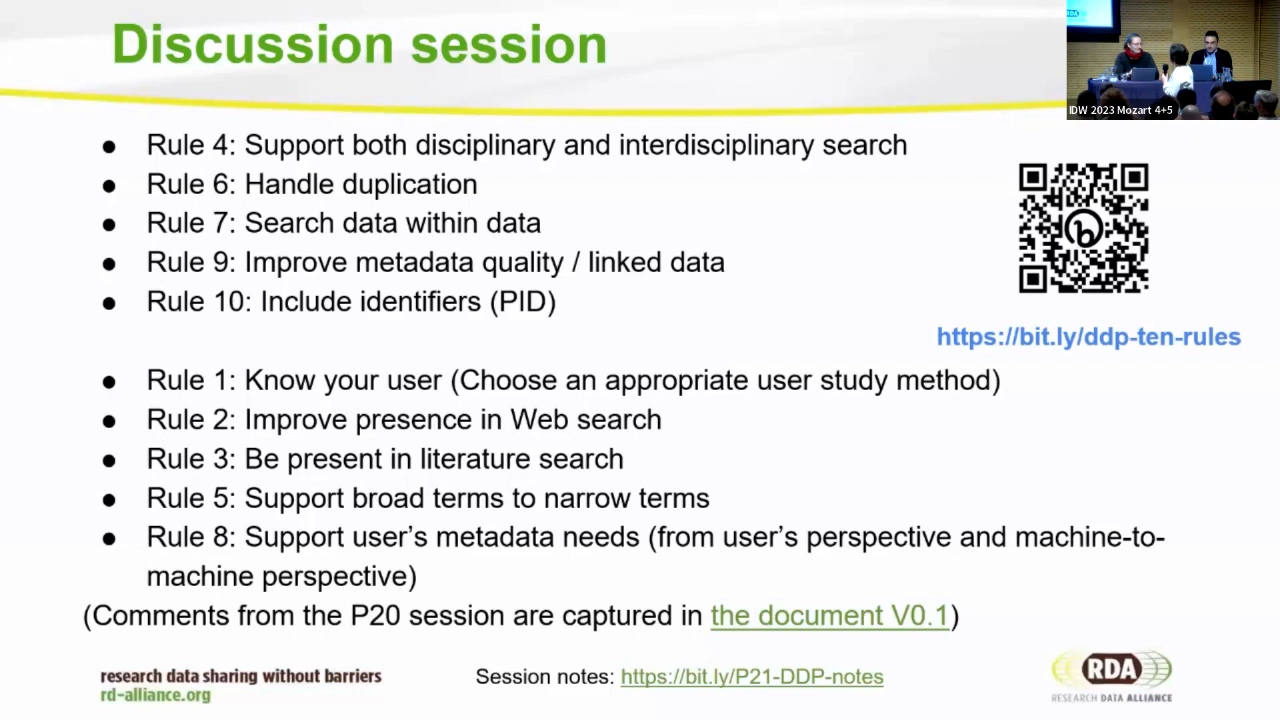 Discussion session
RDA
IDW 2023 Mozart 4+5
● Rule 4: Support both disciplinary and interdisciplinary search
● Rule 6: Handle duplication
● Rule 7: Search data within data
● Rule 9: Improve metadata quality / linked data
● Rule 10: Include identifiers (PID)
https://bit.ly/ddp-ten-rules
● Rule 1: Know your user (Choose an appropriate user study method)
● Rule 2: Improve presence in Web search
● Rule 3: Be present in literature search
● Rule 5: Support broad terms to narrow terms
● Rule 8: Support user’s metadata needs (from user’s perspective and machine-to-
machine perspective)
(Comments from the P20 session are captured in the document V0.1)
research data sharing without barriers
rd-alliance.org
Session notes: https://bit.ly/P21-DDP-notes
RDA
RESEARCH DATA ALLIANCE